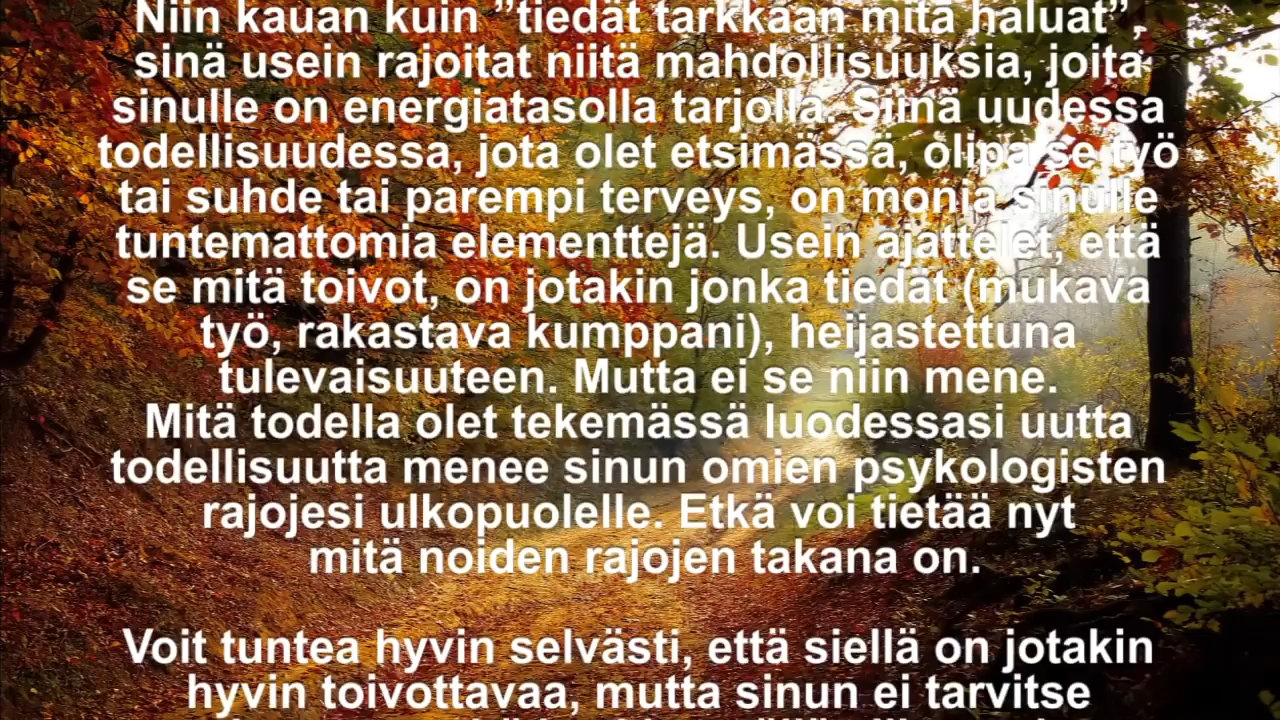 Niin kauan kuin ”tiedät tarkkaan mitä haluat”,
sinä usein rajoitat niitä mahdollisuuksia, joita
sinulle on energiatasolla tarjolla. Siinä uudessa
todellisuudessa, jota olet etsimässä, olipa se työ
tai suhde tai parempi terveys, on monia sinulle
tuntemattomia elementtejä. Usein ajattelet, että
se mitä toivot, on jotakin jonka tiedät (mukava
työ, rakastava kumppani), heijastettuna
tulevaisuuteen. Mutta ei se niin mene.
Mitä todella olet tekemässä luodessasi uutta
todellisuutta menee sinun omien psykologisten
rajojesi ulkopuolelle. Etkä voi tietää nyt
mitä noiden rajojen takana on.
Voit tuntea hyvin selvästi, että siellä on jotakin
hyvin toivottavaa, mutta sinun ei tarvitse